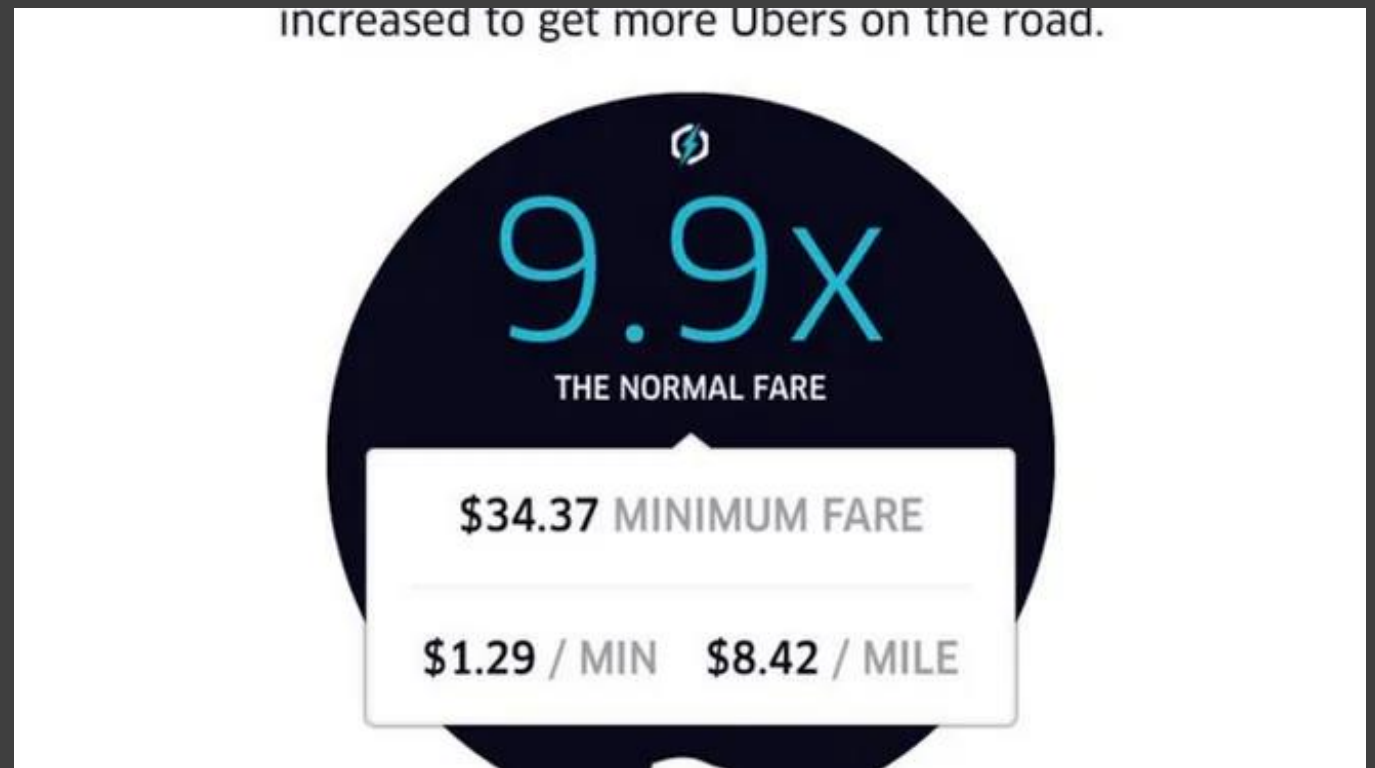 increased to get more Ubers on the road.
9.9x
THE NORMAL FARE
$34.37 MINIMUM FARE
$1.29 / MIN $8.42 / MILE